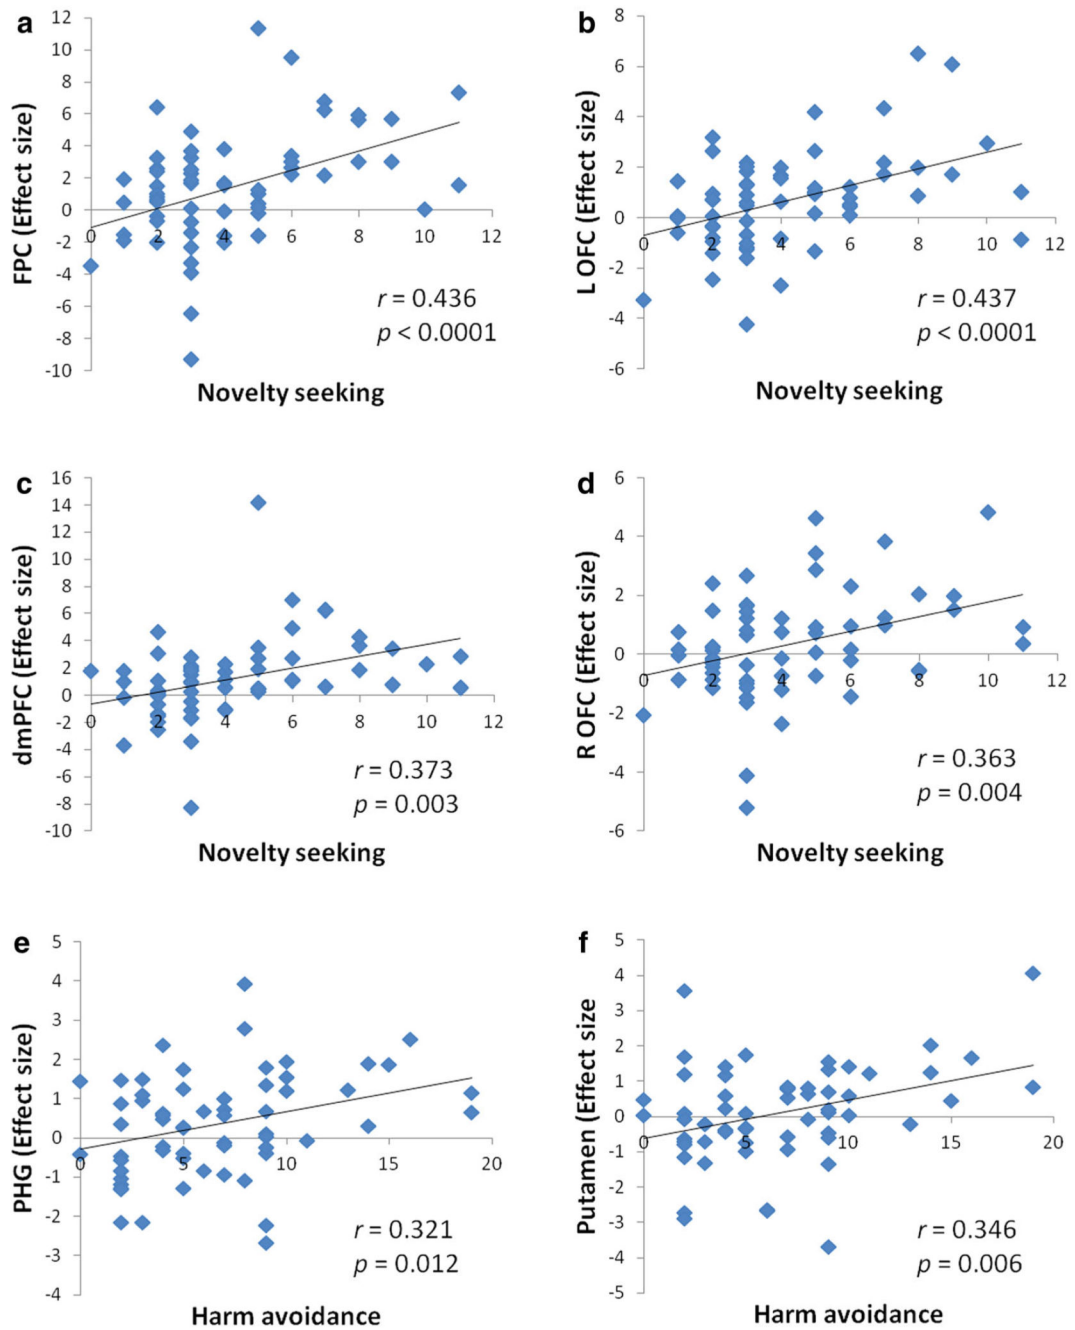 a
12
10
8
6
4
2
0
-2
-4
-6
-8
-10
0 2 4 6 8 10 12
FPC (Effect size)
r = 0.436
p < 0.0001
Novelty seeking
b
8
6
4
2
0
-2
-4
-6
0 2 4 6 8 10 12
L OFC (Effect size)
r = 0.437
p < 0.0001
Novelty seeking
c
16
14
12
10
8
6
4
2
0
-2
-4
-6
-8
-10
0 2 4 6 8 10 12
dmPFC (Effect size)
r = 0.373
p = 0.003
Novelty seeking
d
6
4
2
0
-2
-4
-6
0 2 4 6 8 10 12
R OFC (Effect size)
r = 0.363
p = 0.004
Novelty seeking
e
5
4
3
2
1
0
-1
-2
-3
-4
0 5 10 15 20
PHG (Effect size)
r = 0.321
p = 0.012
Harm avoidance
f
5
4
3
2
1
0
-1
-2
-3
-4
-5
0 5 10 15 20
Putamen (Effect size
r = 0.346
p = 0.006
Harm avoidance